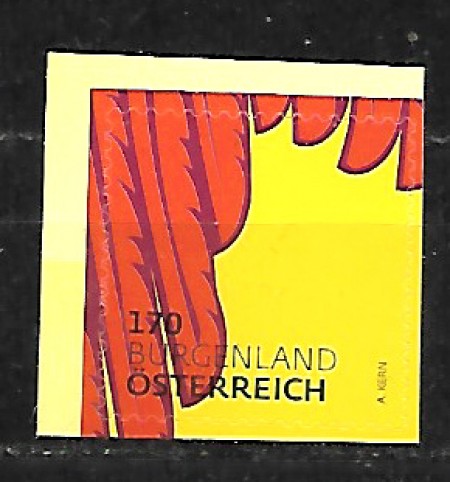 170
BURGENLAND
ÖSTERREICH
A. KERN